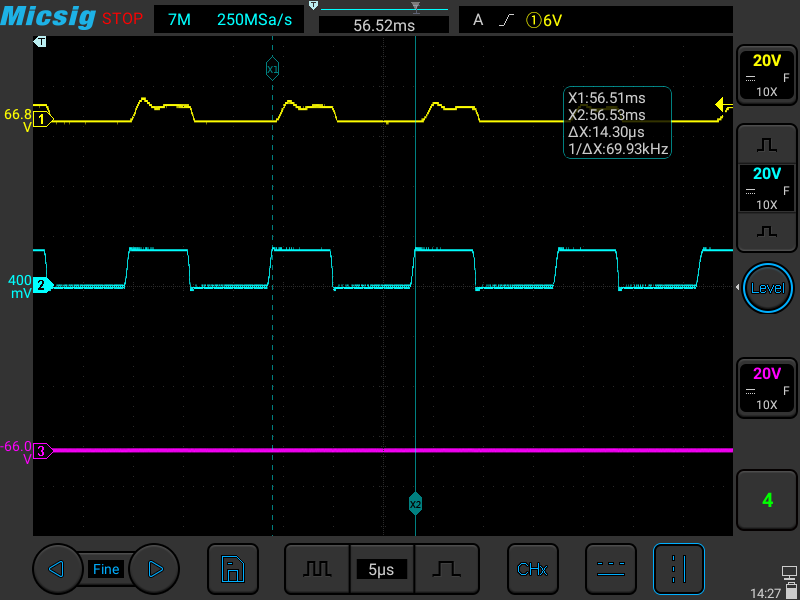 Micsig STOP 7M 250MSa/s T 56.52ms A ①6V
T
X1
20V
F
10X
X1:56.51ms
X2:56.53ms
ΔX:14.30µs
1/ΔX:69.93kHz
66.8
V
1
20V
F
10X
400
mV
2
Level
20V
F
10X
-66.0
V
3
X2
4
Fine
5µs
CHx
14:27